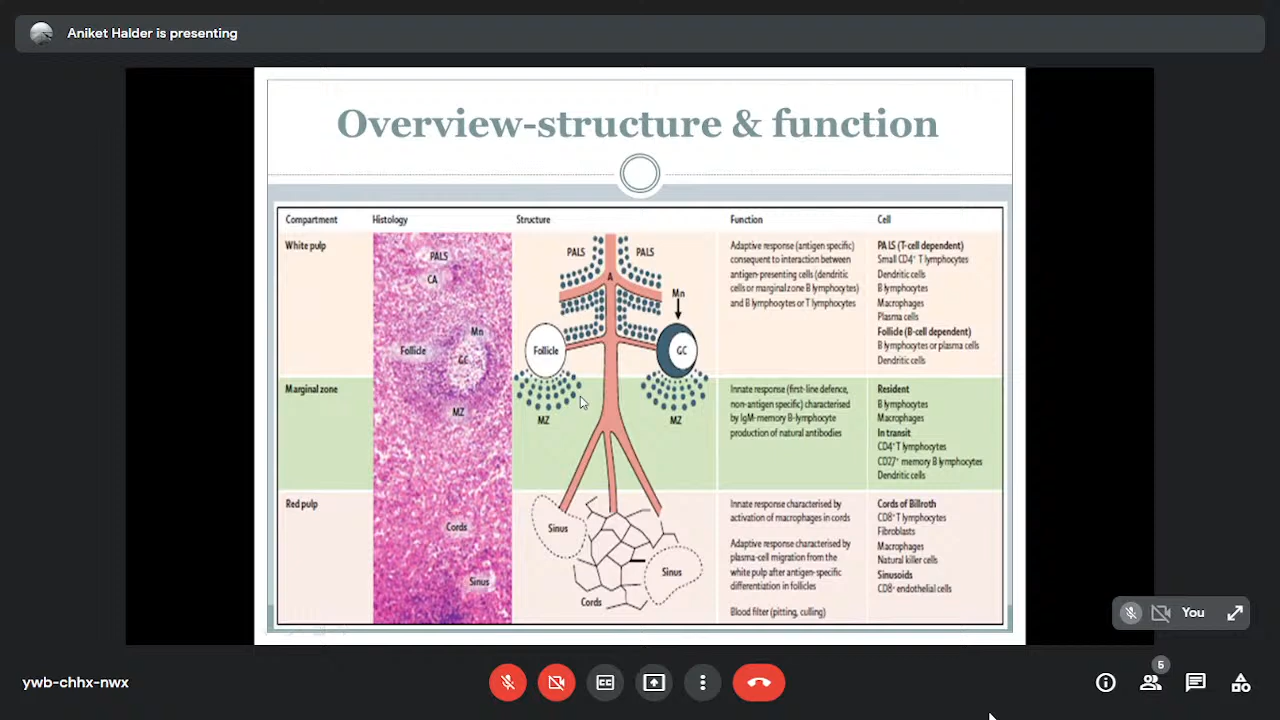 Aniket Halder is presenting
Overview-structure & function
Compartment
Histology
Structure
Function
Cell
White pulp
PALS
CA
Mn
Follicle
GC
MZ
PALS
PALS
A
Mn
Follicle
GC
Adaptive response (antigen specific)
consequent to interaction between
antigen-presenting cells (dendritic
cells or marginal zone B lymphocytes)
and B lymphocytes or T lymphocytes
PALS (T-cell dependent)
Small CD4⁺ T lymphocytes
Dendritic cells
B lymphocytes
Macrophages
Plasma cells
Follicle (B-cell dependent)
B lymphocytes or plasma cells
Dendritic cells
Marginal zone
MZ
MZ
Innate response (first-line defence,
non-antigen specific) characterised
by IgM-memory B-lymphocyte
production of natural antibodies
Resident
B lymphocytes
Macrophages
In transit
CD4⁺ T lymphocytes
CD27⁺ memory B lymphocytes
Dendritic cells
Red pulp
Cords
Sinus
Sinus
Sinus
Cords
Innate response characterised by
activation of macrophages in cords
Adaptive response characterised by
plasma-cell migration from the
white pulp after antigen-specific
differentiation in follicles
Blood filter (pitting, culling)
Cords of Billroth
CD8⁺ T lymphocytes
Fibroblasts
Macrophages
Natural killer cells
Sinusoids
CD8⁺ endothelial cells
You
ywb-chhx-nwx
CC
5